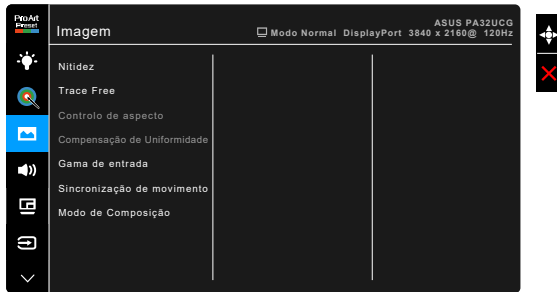 ProArt
Preset
Imagem
ASUS PA32UCG
Modo Normal DisplayPort 3840 x 2160@ 120Hz
Nitidez
Trace Free
Controlo de aspecto
Compensação de Uniformidade
Gama de entrada
Sincronização de movimento
Modo de Composição